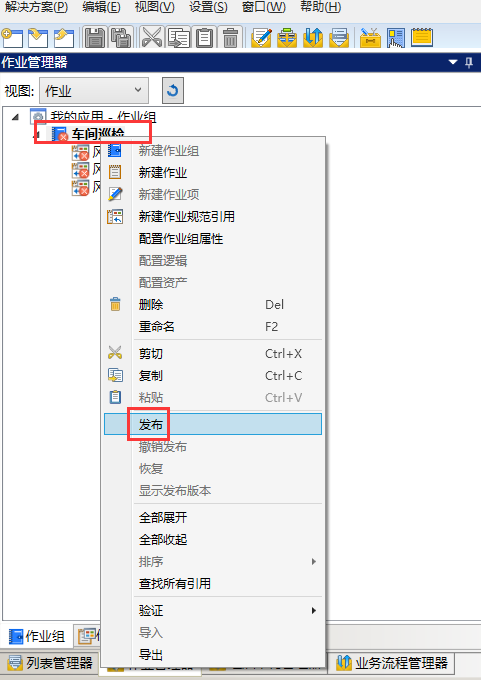 解决方案(P) 编辑(E) 视图(V) 设置(S) 窗口(W) 帮助(H)
作业管理器
视图: 作业
我的应用 - 作业组
车间巡检
新建作业组
新建作业
新建作业项
新建作业规范引用
配置作业组属性
配置逻辑
配置资产
删除 Del
重命名 F2
剪切 Ctrl+X
复制 Ctrl+C
粘贴 Ctrl+V
发布
撤销发布
恢复
显示发布版本
全部展开
全部收起
排序
查找所有引用
验证
导入
导出
作业组
列表管理器 业务流程管理器